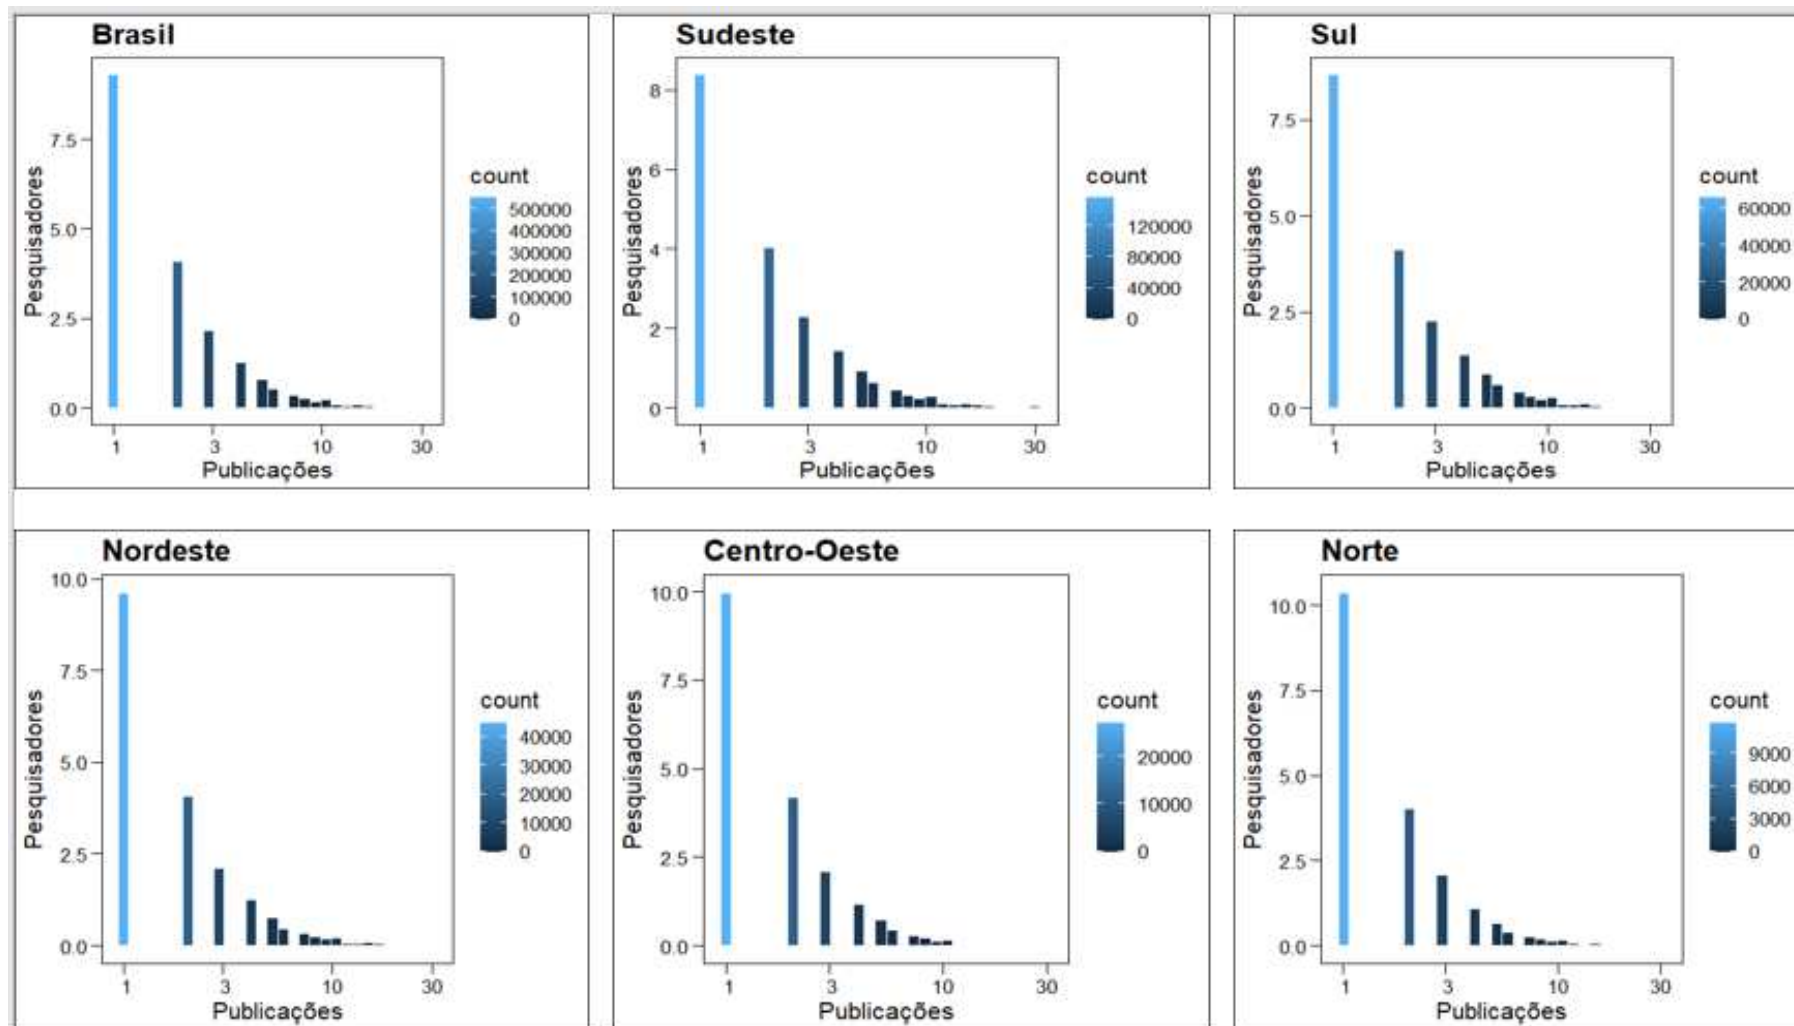 Brasil
Pesquisadores
7.5
5.0
2.5
0.0
1 3 10 30
Publicações
count
500000
400000
300000
200000
100000
0
Sudeste
Pesquisadores
8
6
4
2
0
1 3 10 30
Publicações
count
120000
80000
40000
0
Sul
Pesquisadores
7.5
5.0
2.5
0.0
1 3 10 30
Publicações
count
60000
40000
20000
0
Nordeste
Pesquisadores
10.0
7.5
5.0
2.5
0.0
1 3 10 30
Publicações
count
40000
30000
20000
10000
0
Centro-Oeste
Pesquisadores
10.0
7.5
5.0
2.5
0.0
1 3 10 30
Publicações
count
20000
10000
0
Norte
Pesquisadores
10.0
7.5
5.0
2.5
0.0
1 3 10 30
Publicações
count
9000
6000
3000
0